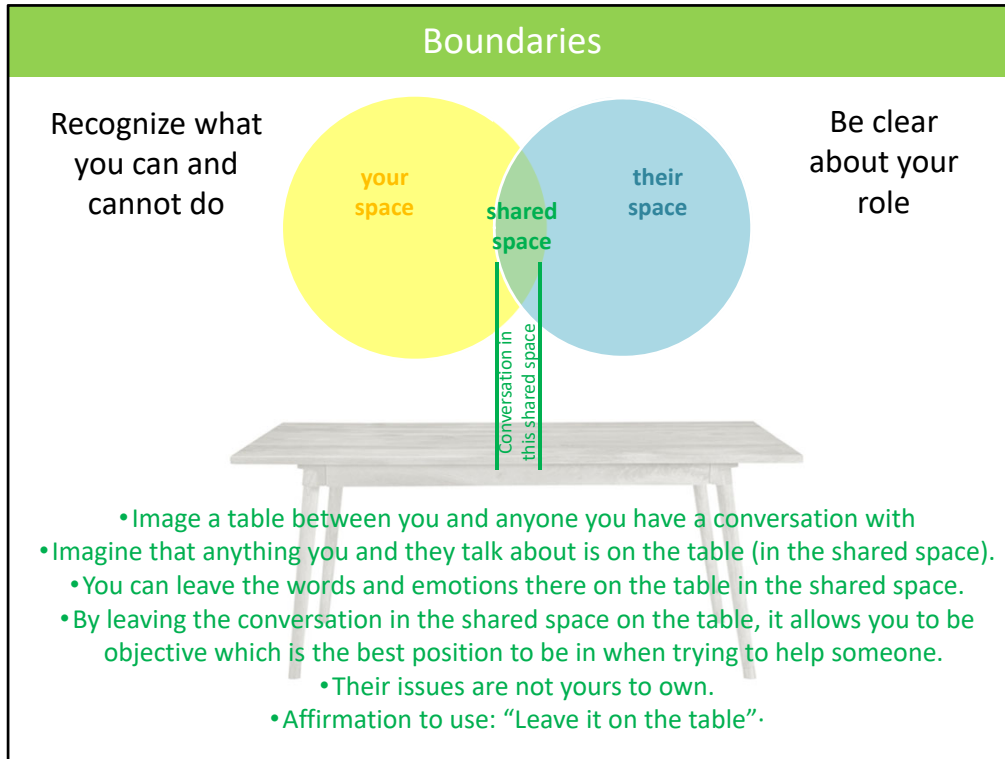 Boundaries
Recognize what
you can and
cannot do
your
space
shared
space
their
space
Be clear
about your
role
Conversation in
this shared space
•Image a table between you and anyone you have a conversation with
•Imagine that anything you and they talk about is on the table (in the shared space).
•You can leave the words and emotions there on the table in the shared space.
•By leaving the conversation in the shared space on the table, it allows you to be
objective which is the best position to be in when trying to help someone.
•Their issues are not yours to own.
•Affirmation to use: “Leave it on the table”·